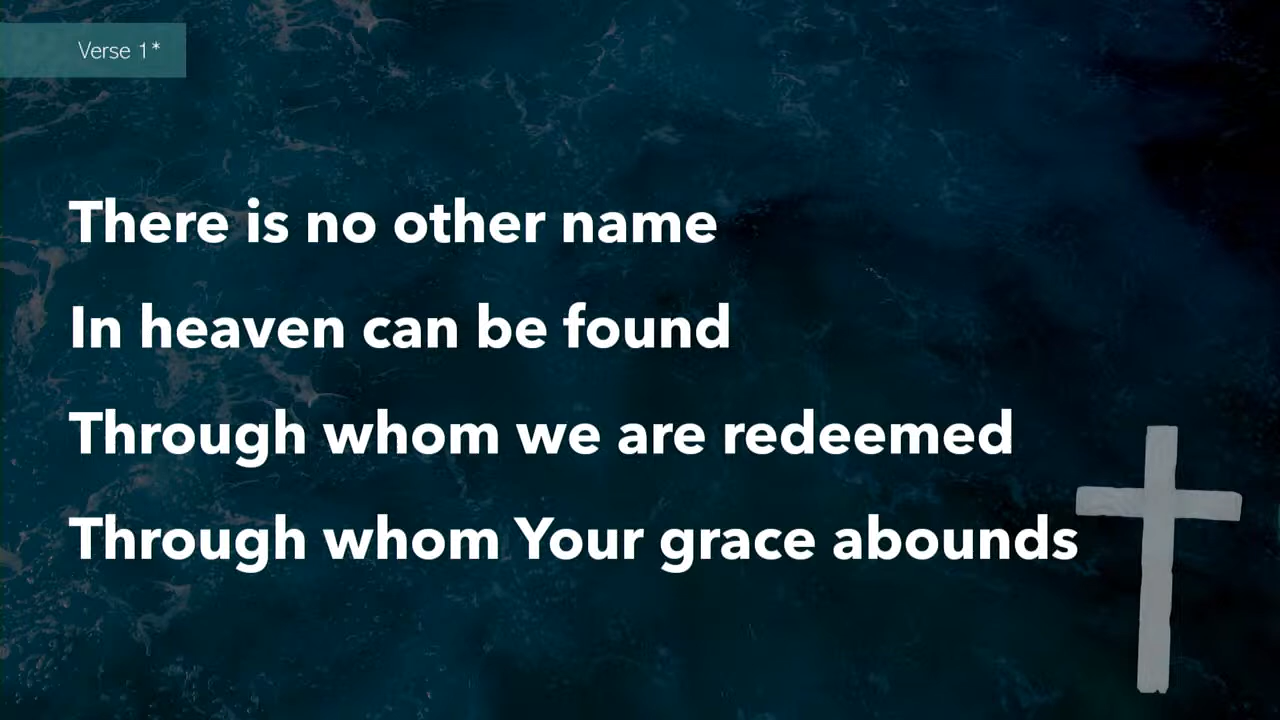 Verse 1*
There is no other name
In heaven can be found
Through whom we are redeemed
Through whom Your grace abounds